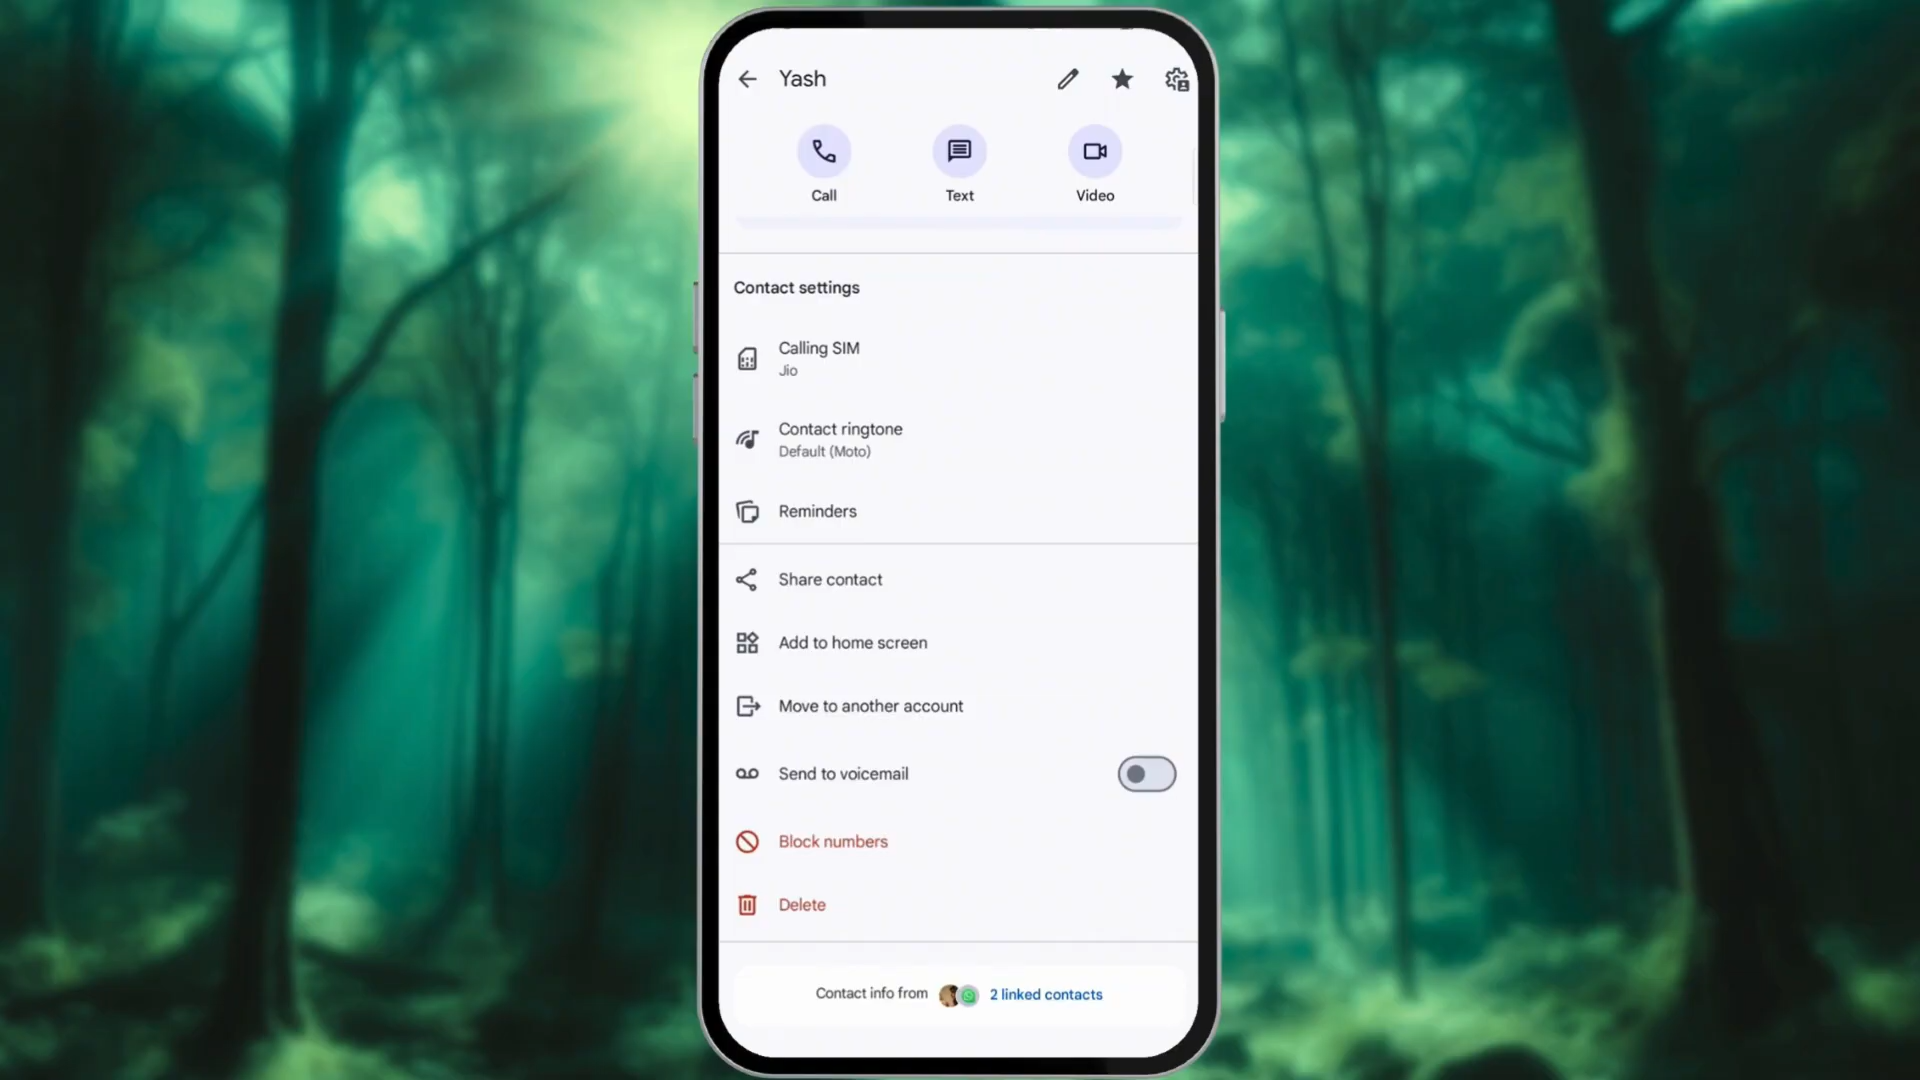 Yash
Call
Text
Video
Contact settings
Calling SIM
Jio
Contact ringtone
Default (Moto)
Reminders
Share contact
Add to home screen
Move to another account
Send to voicemail
Block numbers
Delete
Contact info from 2 linked contacts